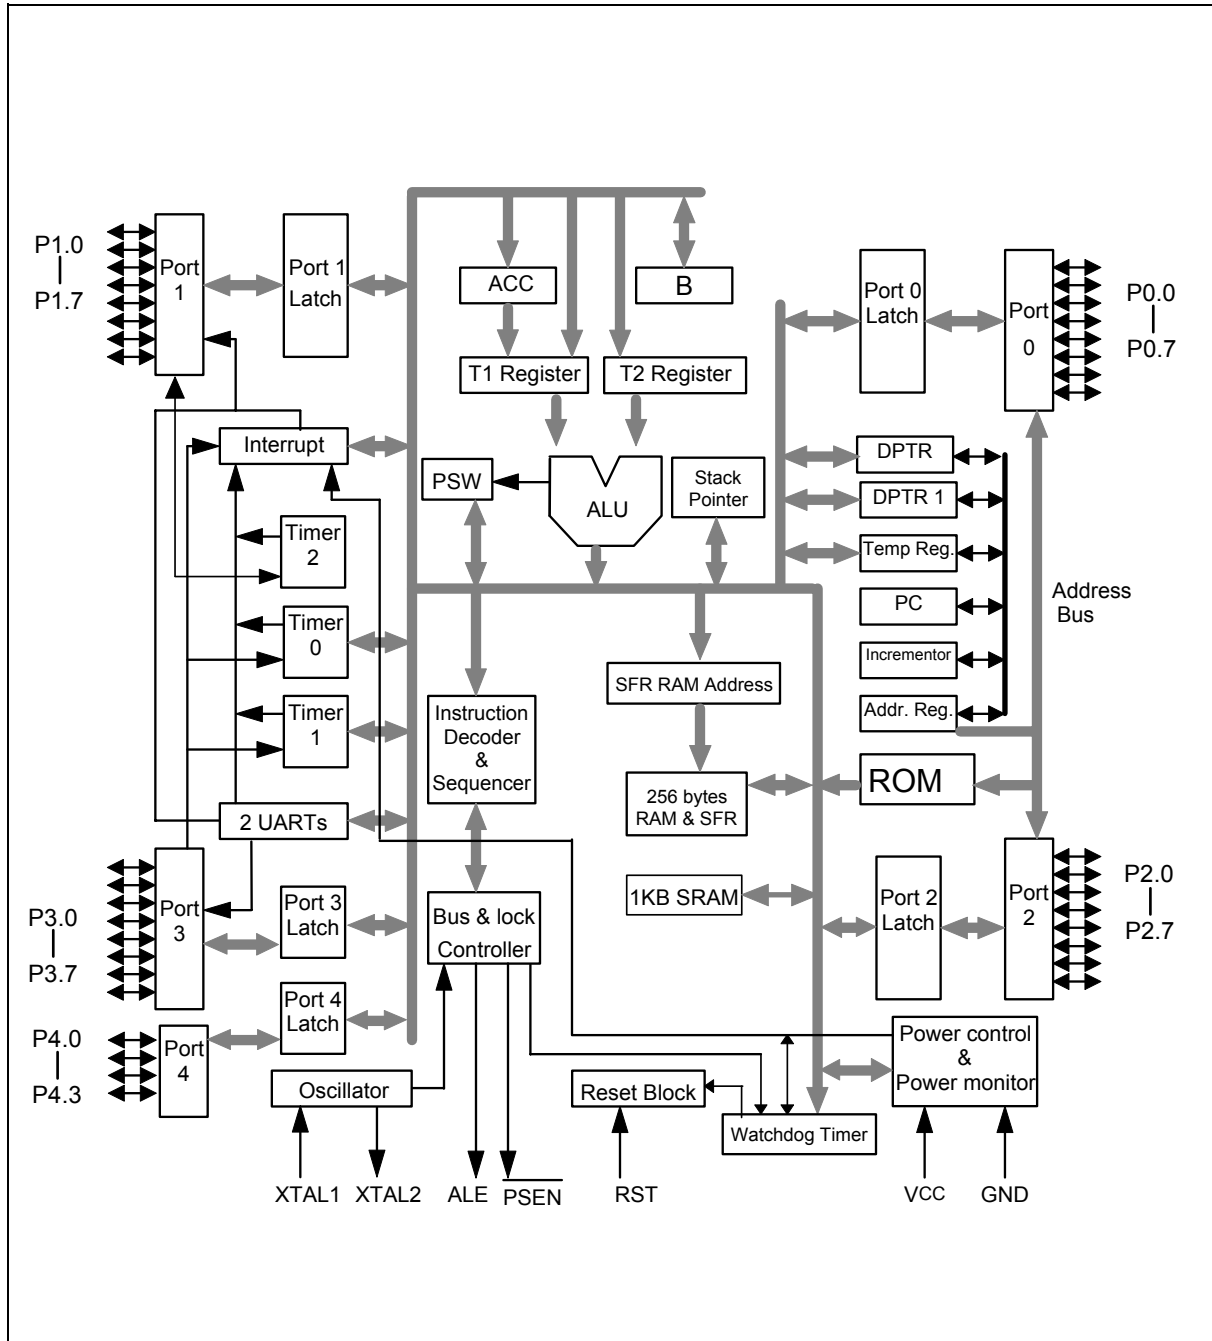 P1.0
P1.7
Port
1
Port 1
Latch
ACC
B
T1 Register
T2 Register
Port 0
Latch
Port
0
P0.0
P0.7
Interrupt
PSW
ALU
Stack
Pointer
DPTR
DPTR 1
Temp Reg.
PC
Incrementor
Addr. Reg.
Address
Bus
Timer
2
Timer
0
Timer
1
2 UARTs
Instruction
Decoder
&
Sequencer
SFR RAM Address
256 bytes
RAM & SFR
ROM
1KB SRAM
Port 2
Latch
Port
2
P2.0
P2.7
P3.0
P3.7
Port
3
Port 3
Latch
Bus & lock
Controller
P4.0
P4.3
Port
4
Port 4
Latch
Oscillator
Reset Block
Watchdog Timer
Power control
&
Power monitor
XTAL1
XTAL2
ALE
PSEN
RST
VCC
GND